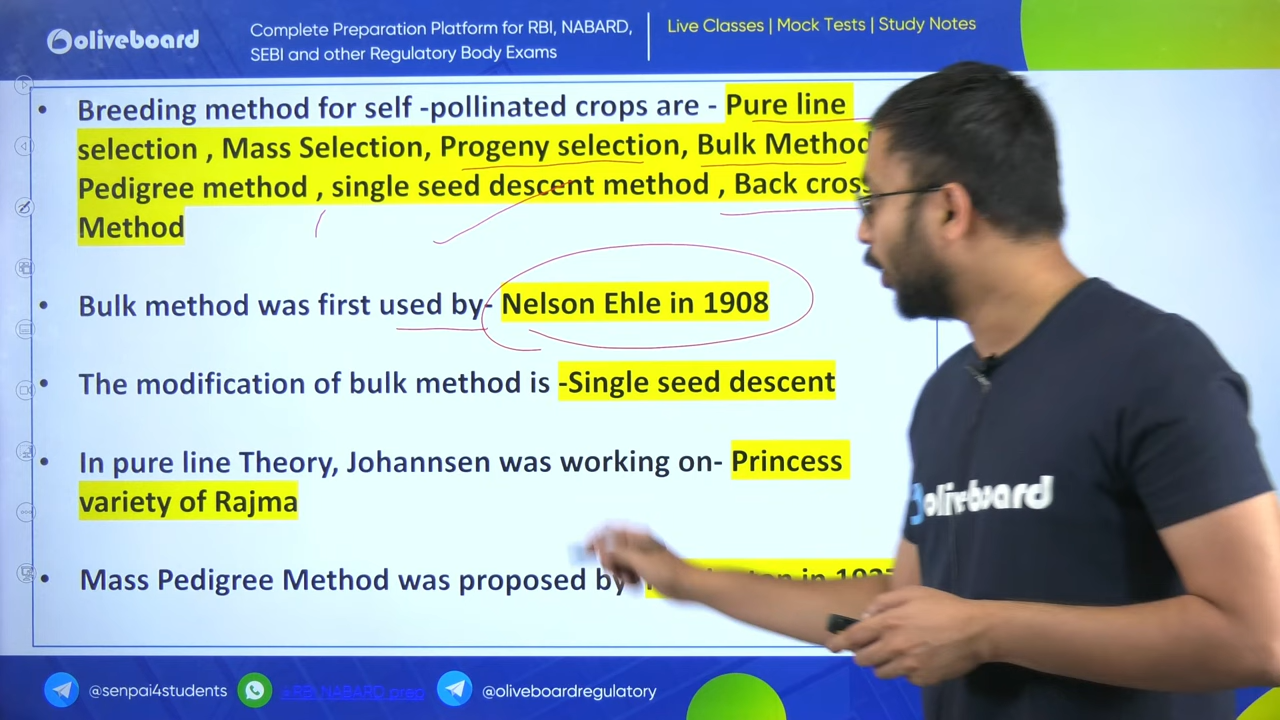 oliveboard
Complete Preparation Platform for RBI, NABARD,
SEBI and other Regulatory Body Exams
Live Classes | Mock Tests | Study Notes
• Breeding method for self -pollinated crops are - Pure line
selection , Mass Selection, Progeny selection, Bulk Method
Pedigree method , single seed descent method , Back cross
Method
• Bulk method was first used by- Nelson Ehle in 1908
• The modification of bulk method is -Single seed descent
• In pure line Theory, Johannsen was working on- Princess
variety of Rajma
• Mass Pedigree Method was proposed by in
oliveboard
@senpai4students
@oliveboardregulatory